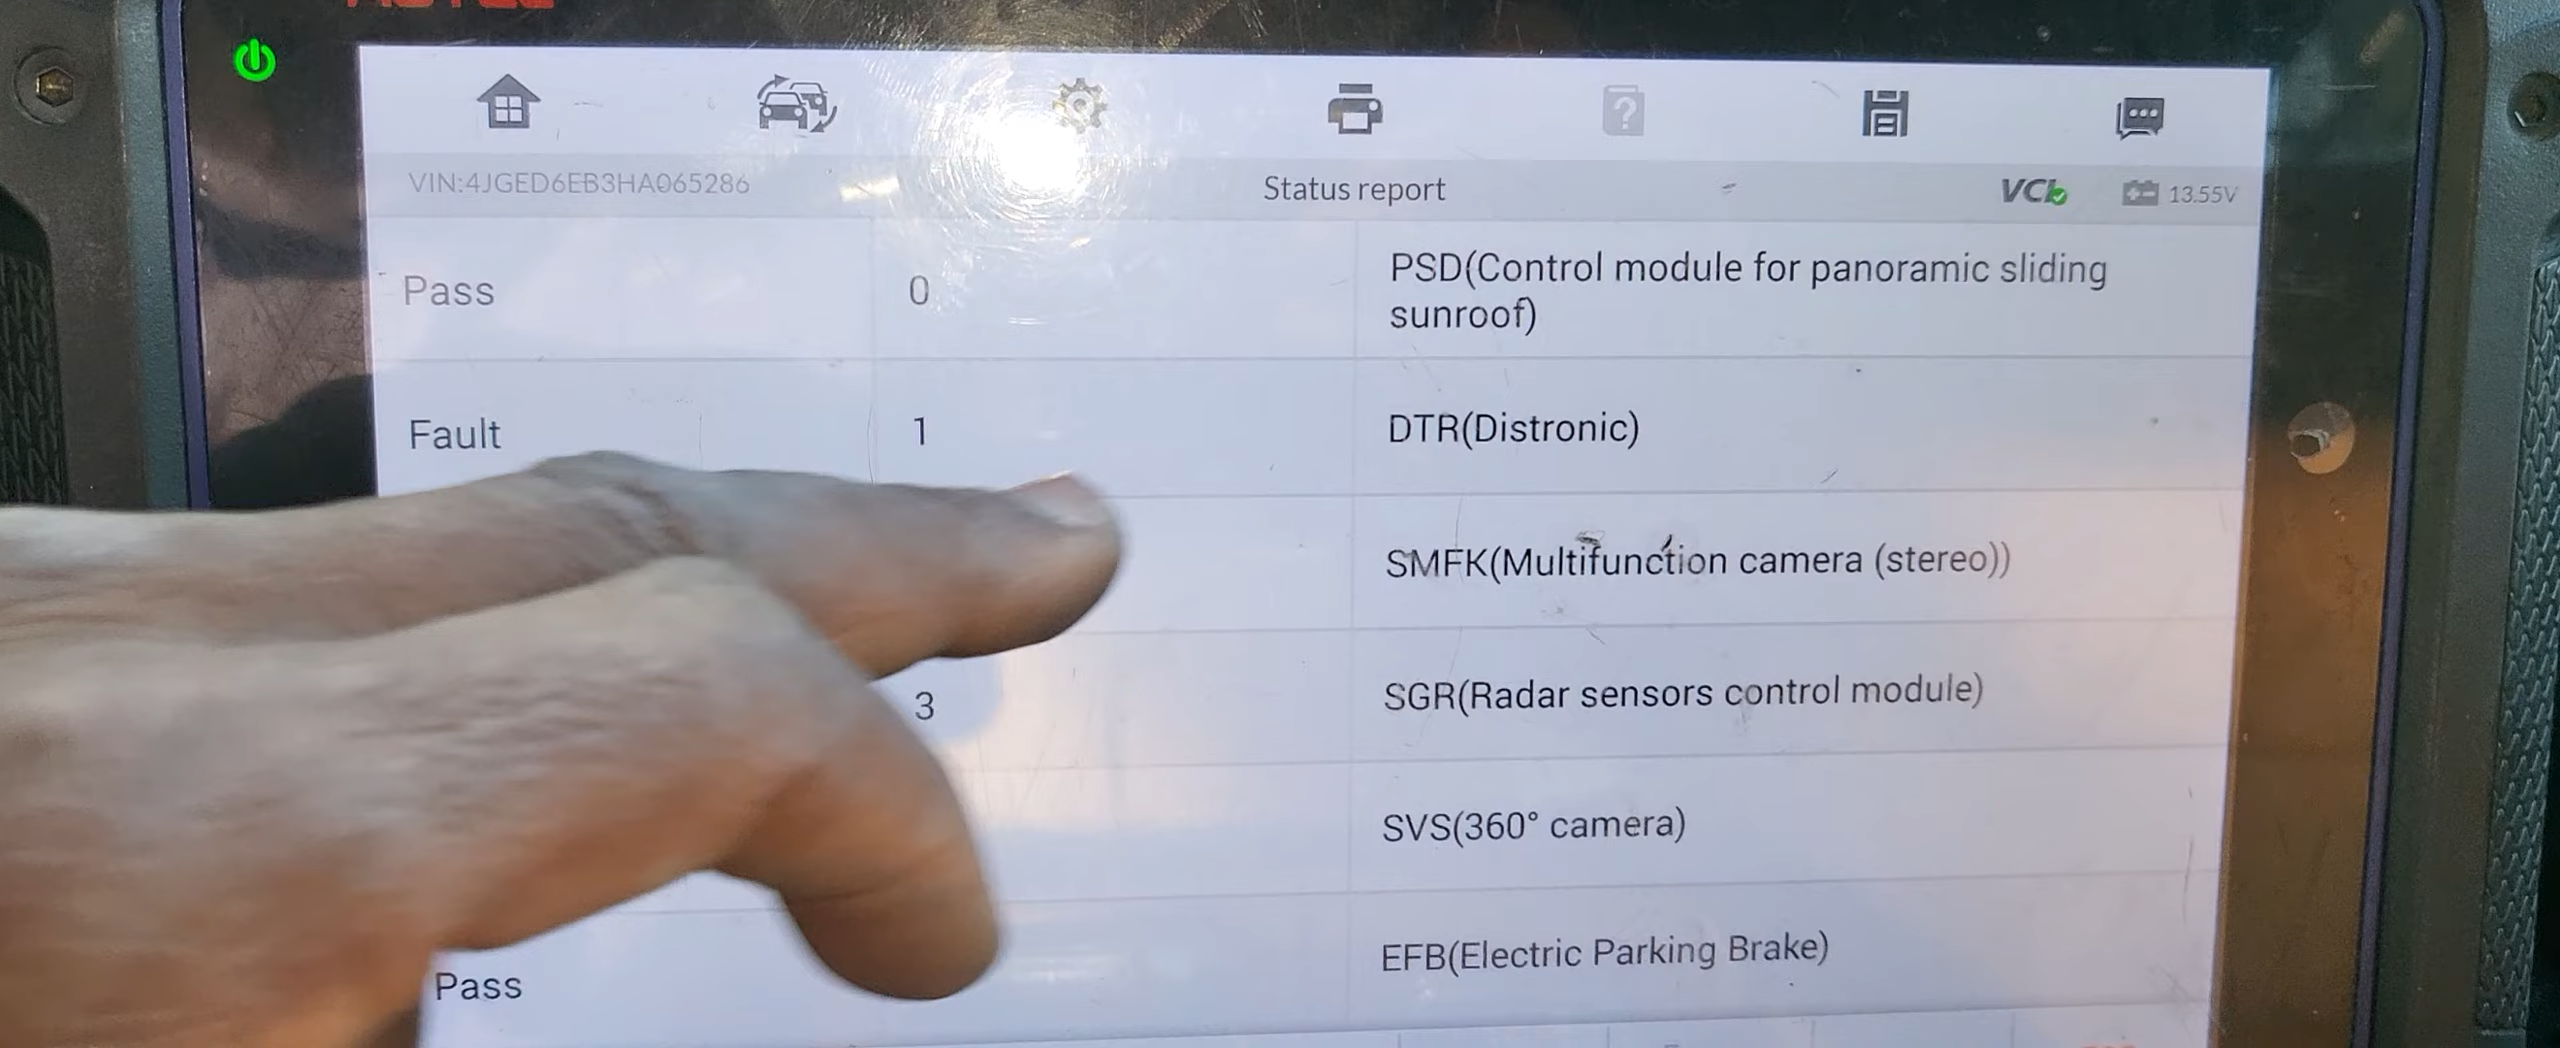 VIN:4JGED6EB3HA065286 Status report VCI 13.55V
Pass 0 PSD(Control module for panoramic sliding
sunroof)
Fault 1 DTR(Distronic)
SMFK(Multifunction camera (stereo))
3 SGR(Radar sensors control module)
SVS(360° camera)
Pass EFB(Electric Parking Brake)